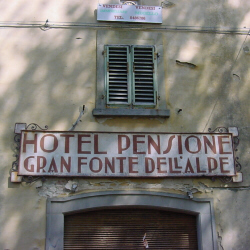 HOTEL PENSIONE
GRAN FONTE DELL'ALPE